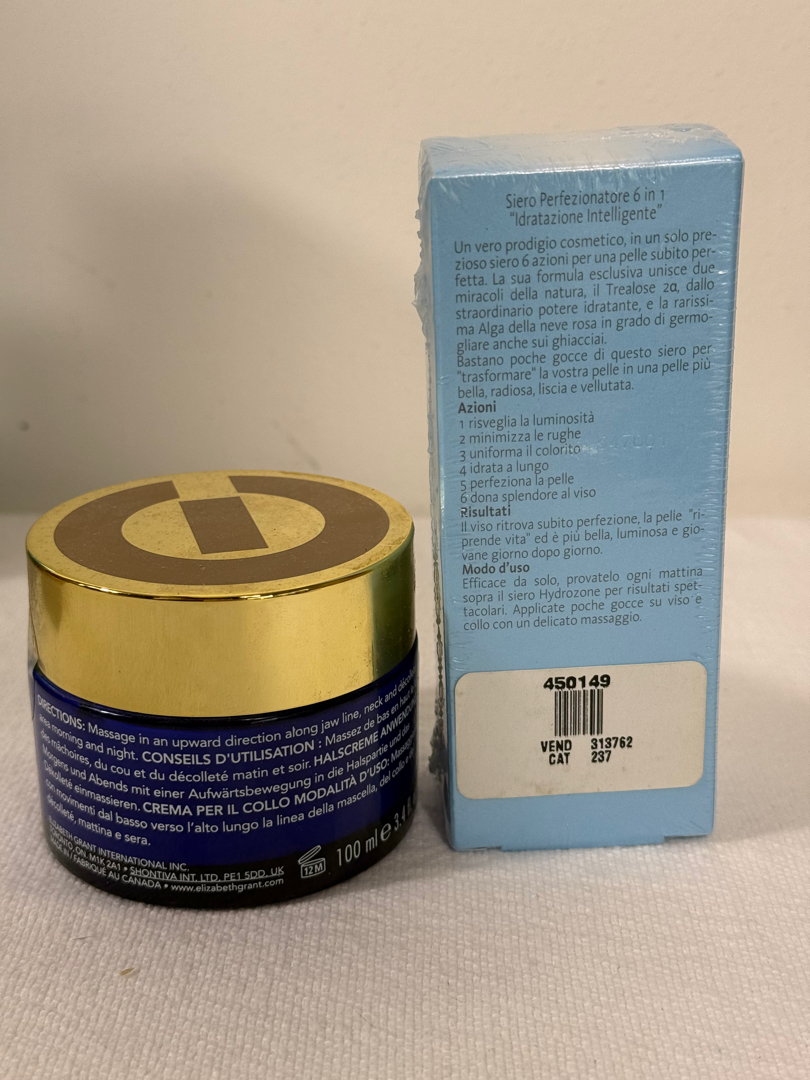 DIRECTIONS: Massage in an upward direction along jaw line, neck and décolleté
area morning and night. CONSEILS D'UTILISATION : Massez de bas en haut
des mâchoires, du cou et du décolleté matin et soir. HALSCREME
Morgens und Abends mit einer Aufwärtsbewegung in die Halspartie und das
Dekolleté einmassieren. CREMA PER IL COLLO MODALITÀ D'USO:
con movimenti dal basso verso l'alto lungo la linea della mascella, del collo e
décolleté, mattina e sera.
ELIZABETH GRANT INTERNATIONAL INC.
TORONTO, ON, M1K 2A1 • SHONTIVA INT. LTD. PE1 5DD, UK
MADE IN / FABRIQUÉ AU CANADA • www.elizabethgrant.com
12 M
100 ml e 3.4
Siero Perfezionatore 6 in 1
"Idratazione Intelligente"
Un vero prodigio cosmetico, in un solo pre-
zioso siero 6 azioni per una pelle subito per-
fetta. La sua formula esclusiva unisce due
miracoli della natura, il Trealose 2α, dallo
straordinario potere idratante, e la rarissi-
ma Alga della neve rosa in grado di germo-
gliare anche sui ghiacciai.
Bastano poche gocce di questo siero per
"trasformare" la vostra pelle in una pelle più
bella, radiosa, liscia e vellutata.
Azioni
1 risveglia la luminosità
2 minimizza le rughe
3 uniforma il colorito
4 idrata a lungo
5 perfeziona la pelle
6 dona splendore al viso
Risultati
Il viso ritrova subito perfezione, la pelle "ri-
prende vita" ed è più bella, luminosa e gio-
vane giorno dopo giorno.
Modo d'uso
Efficace da solo, provatelo ogni mattina
sopra il siero Hydrozone per risultati spet-
tacolari. Applicate poche gocce su viso e
collo con un delicato massaggio.
450149
VEND 313762
CAT 237